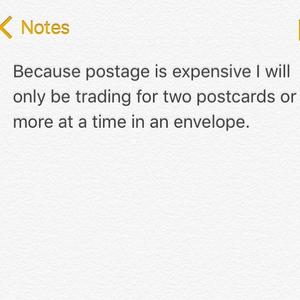 Notes
Because postage is expensive I will
only be trading for two postcards or
more at a time in an envelope.